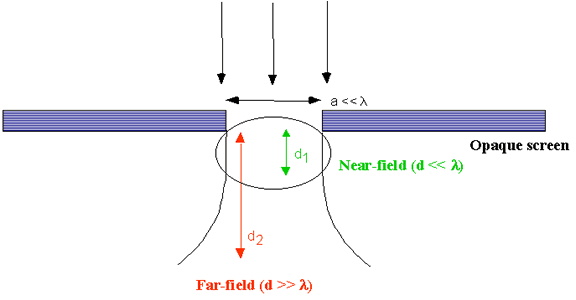 a << λ
Opaque screen
d1
Near-field (d << λ)
d2
Far-field (d >> λ)